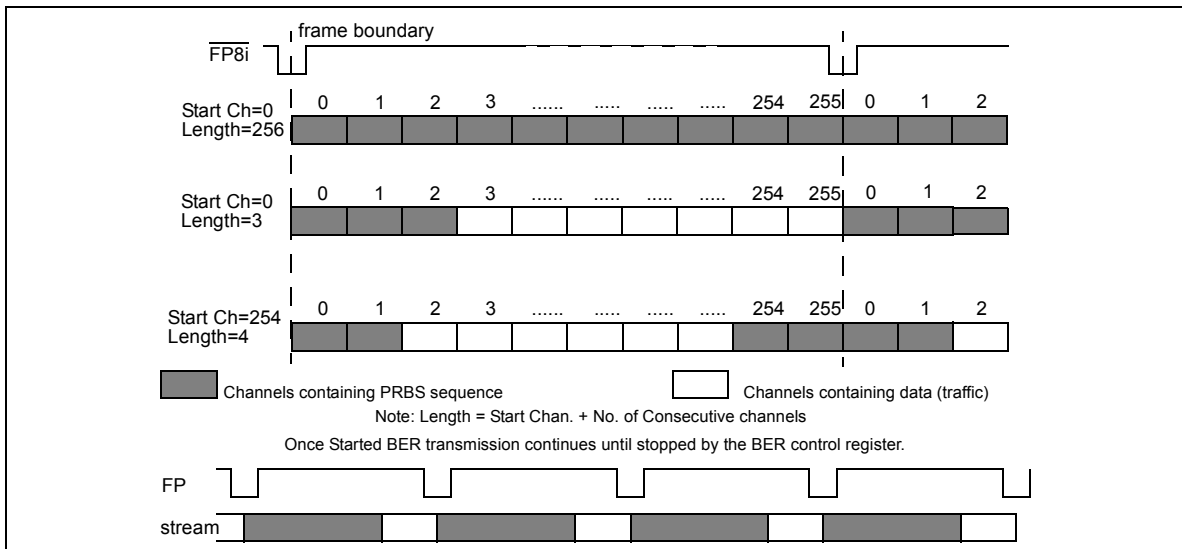 frame boundary
FP8i
0 1 2 3 ...... ..... ..... ..... 254 255 0 1 2
Start Ch=0
Length=256
0 1 2 3 ...... ..... ..... ..... 254 255 0 1 2
Start Ch=0
Length=3
0 1 2 3 ...... ..... ..... ..... 254 255 0 1 2
Start Ch=254
Length=4
Channels containing PRBS sequence
Channels containing data (traffic)
Note: Length = Start Chan. + No. of Consecutive channels
Once Started BER transmission continues until stopped by the BER control register.
FP
stream